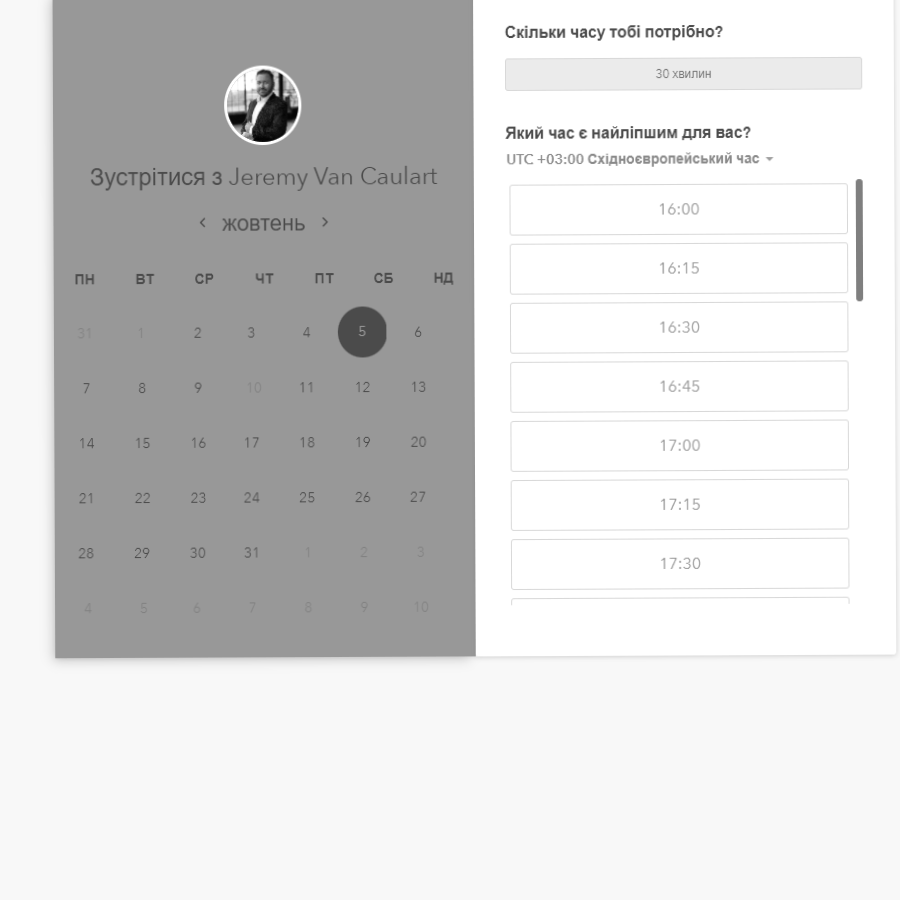 Зустрітися з Jeremy Van Caulart
жовтень
ПН ВТ СР ЧТ ПТ СБ НД
31 1 2 3 4 5 6
7 8 9 10 11 12 13
14 15 16 17 18 19 20
21 22 23 24 25 26 27
28 29 30 31 1 2 3
4 5 6 7 8 9 10
Скільки часу тобі потрібно?
30 хвилин
Який час є найліпшим для вас?
UTC +03:00 Східноєвропейський час
16:00
16:15
16:30
16:45
17:00
17:15
17:30